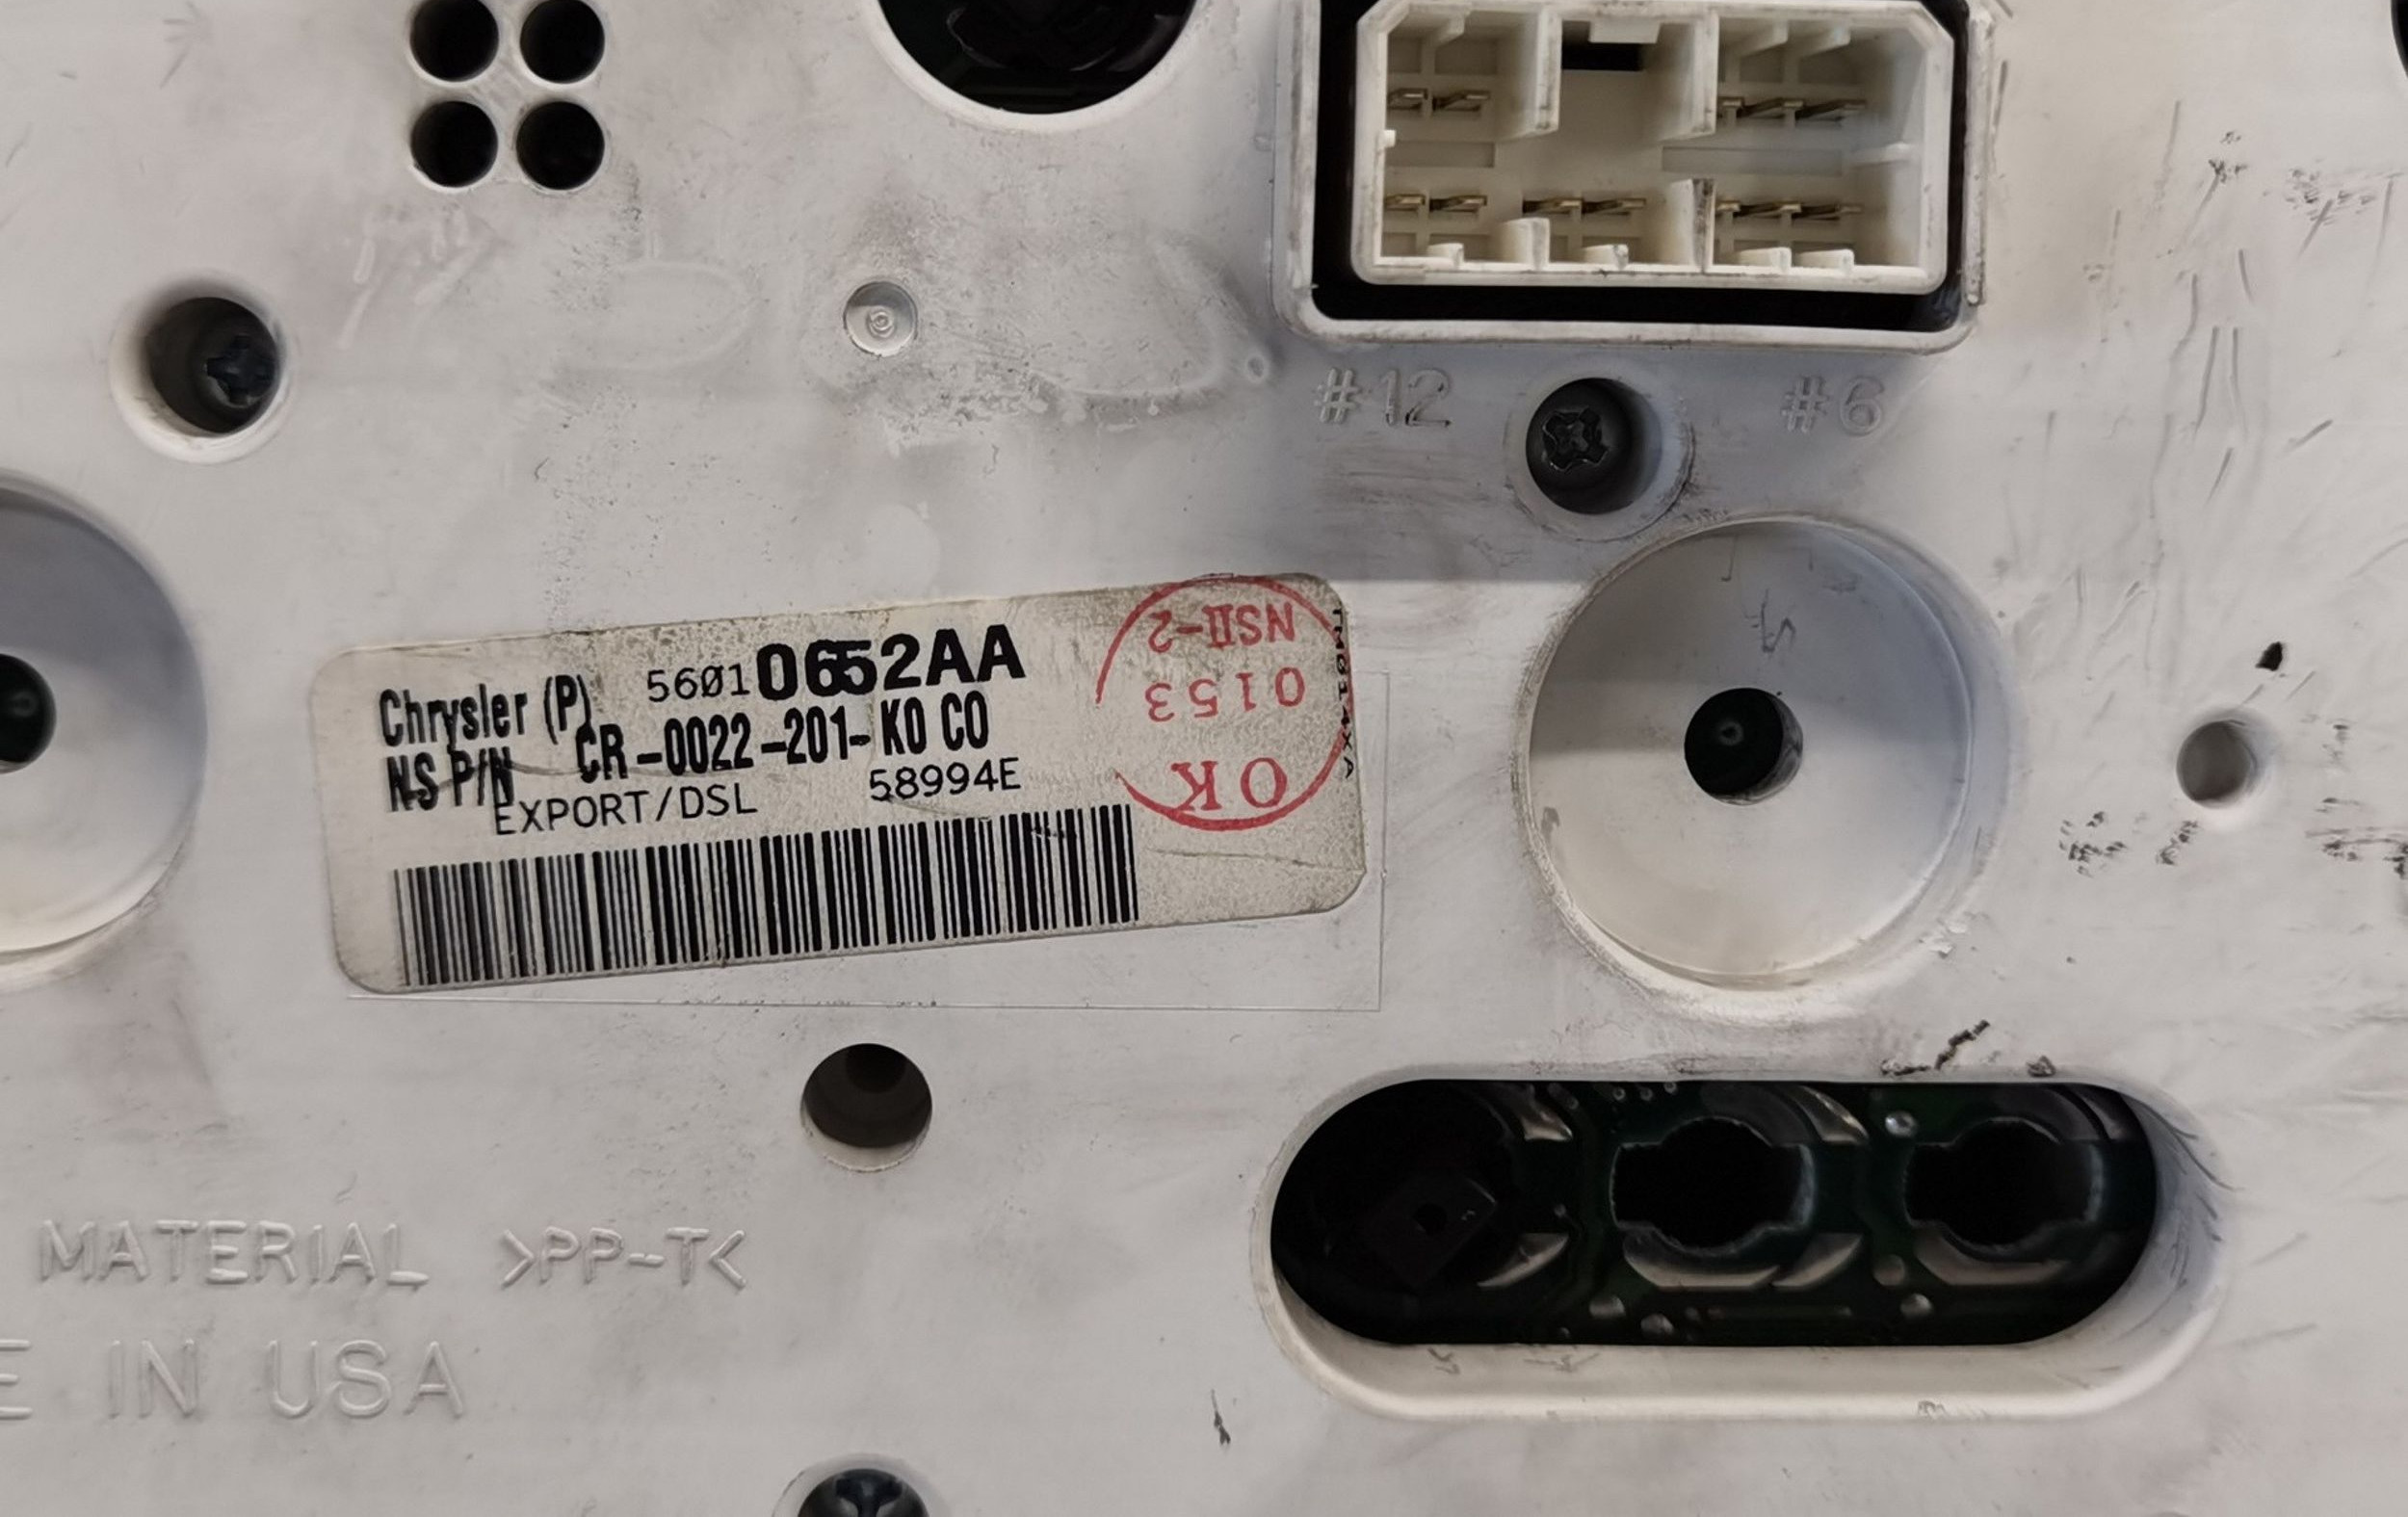 #12 #6
Chrysler (P) 56010652AA
NS P/N CR-0022-201-K0 CO
EXPORT/DSL 58994E
NSII-2
0153
OK
MATERIAL >PP-T<
E IN USA